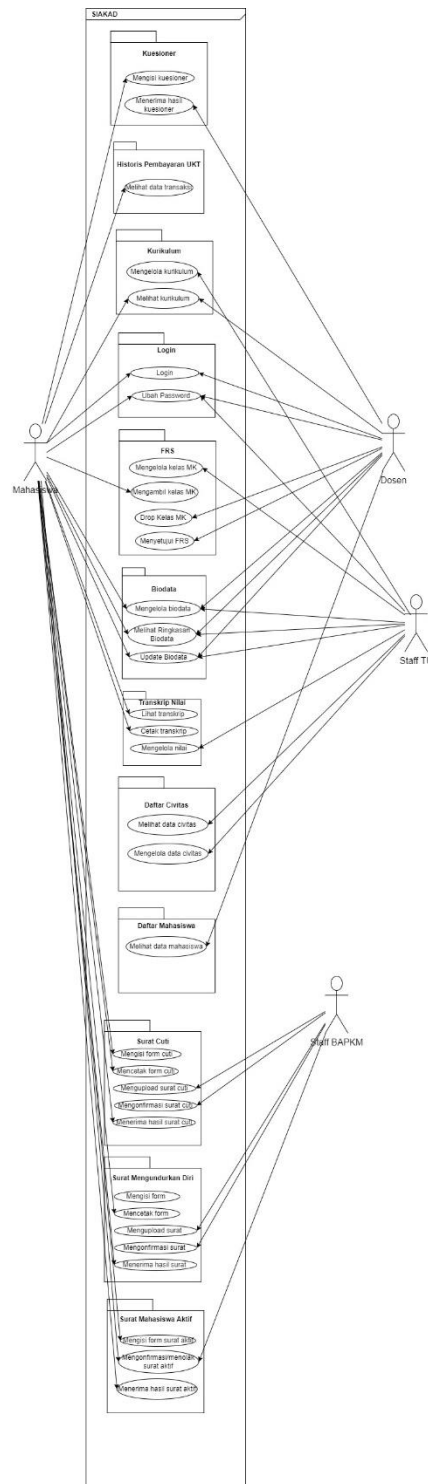 SIAKAD
Kuesioner
Mengisi kuesioner
Menerima hasil
kuesioner
Historis Pembayaran UKT
Melihat data transaksi
Kurikulum
Mengelola kurikulum
Melihat kurikulum
Login
Login
Ubah Password
Mahasiswa
Dosen
FRS
Mengelola kelas MK
Mengambil kelas MK
Drop Kelas MK
Menyetujui FRS
Biodata
Mengelola biodata
Melihat Ringkasan
Biodata
Update Biodata
Staff TU
Transkrip Nilai
Lihat transkrip
Cetak transkrip
Mengelola nilai
Daftar Civitas
Melihat data civitas
Mengelola data civitas
Daftar Mahasiswa
Melihat data mahasiswa
Staff BAPKM
Surat Cuti
Mengisi form cuti
Mencetak form cuti
Mengupload surat cuti
Mengonfirmasi surat cuti
Menerima hasil surat cuti
Surat Mengundurkan Diri
Mengisi form
Mencetak form
Mengupload surat
Mengonfirmasi surat
Menerima hasil surat
Surat Mahasiswa Aktif
Mengisi form surat aktif
Mengonfirmasi/menolak
surat aktif
Menerima hasil surat aktif